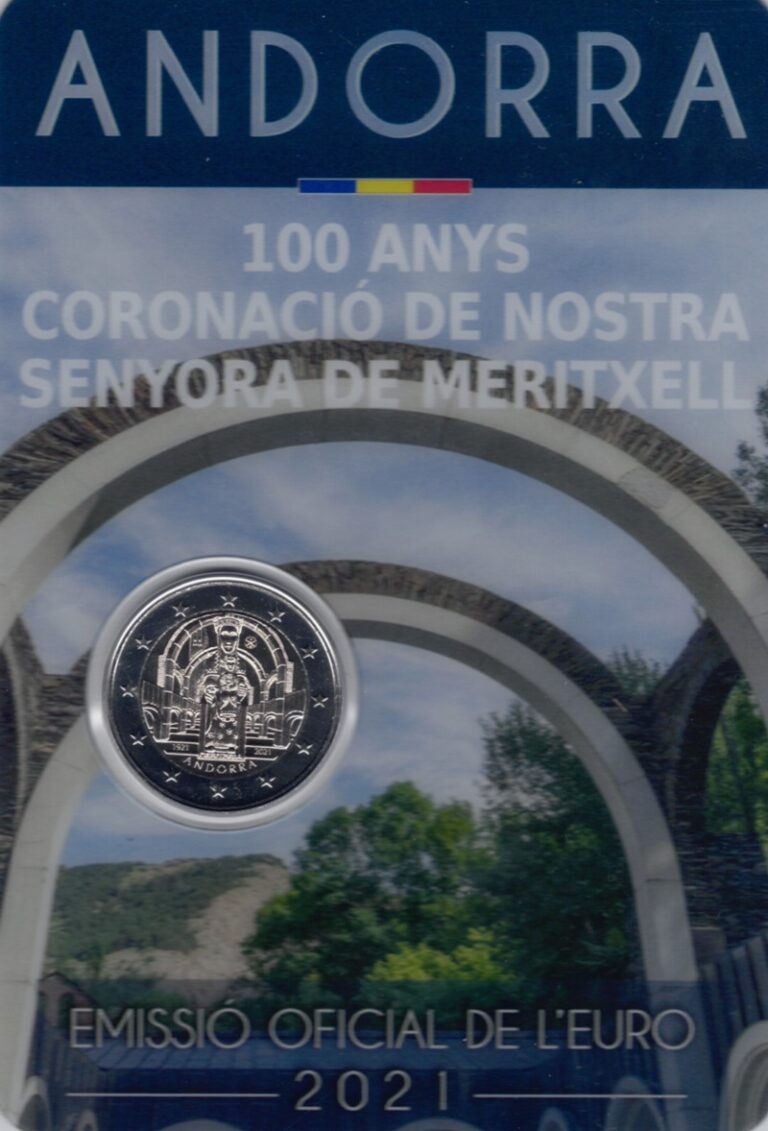 ANDORRA
100 ANYS
CORONACIÓ DE NOSTRA
SENYORA DE MERITXELL
1921 2021
ANDORRA
EMISSIÓ OFICIAL DE L'EURO
2021